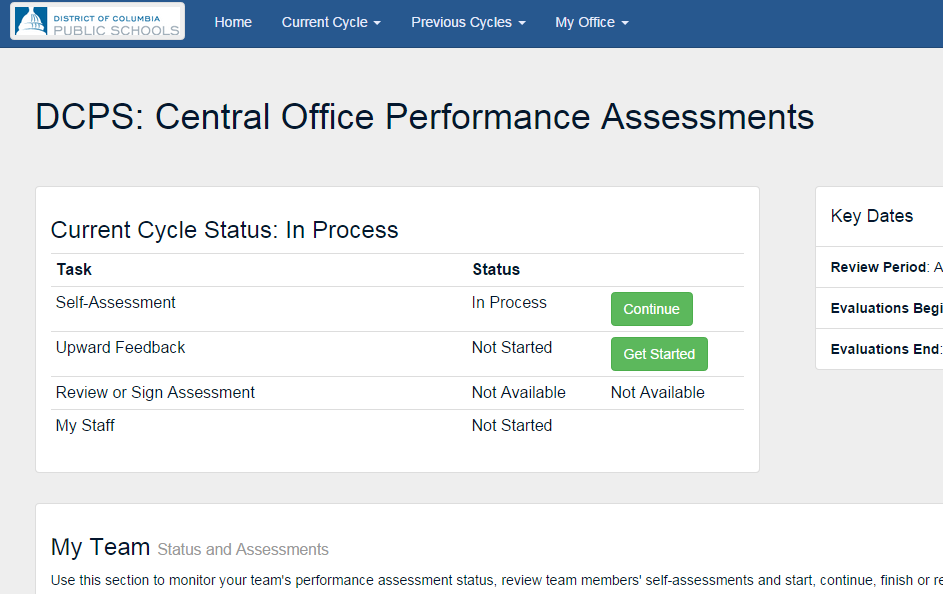 DISTRICT OF COLUMBIA
PUBLIC SCHOOLS
Home Current Cycle Previous Cycles My Office
DCPS: Central Office Performance Assessments
Current Cycle Status: In Process
Task Status
Self-Assessment In Process Continue
Upward Feedback Not Started Get Started
Review or Sign Assessment Not Available Not Available
My Staff Not Started
Key Dates
Review Period: A
Evaluations Begi
Evaluations End:
My Team Status and Assessments
Use this section to monitor your team's performance assessment status, review team members' self-assessments and start, continue, finish or re